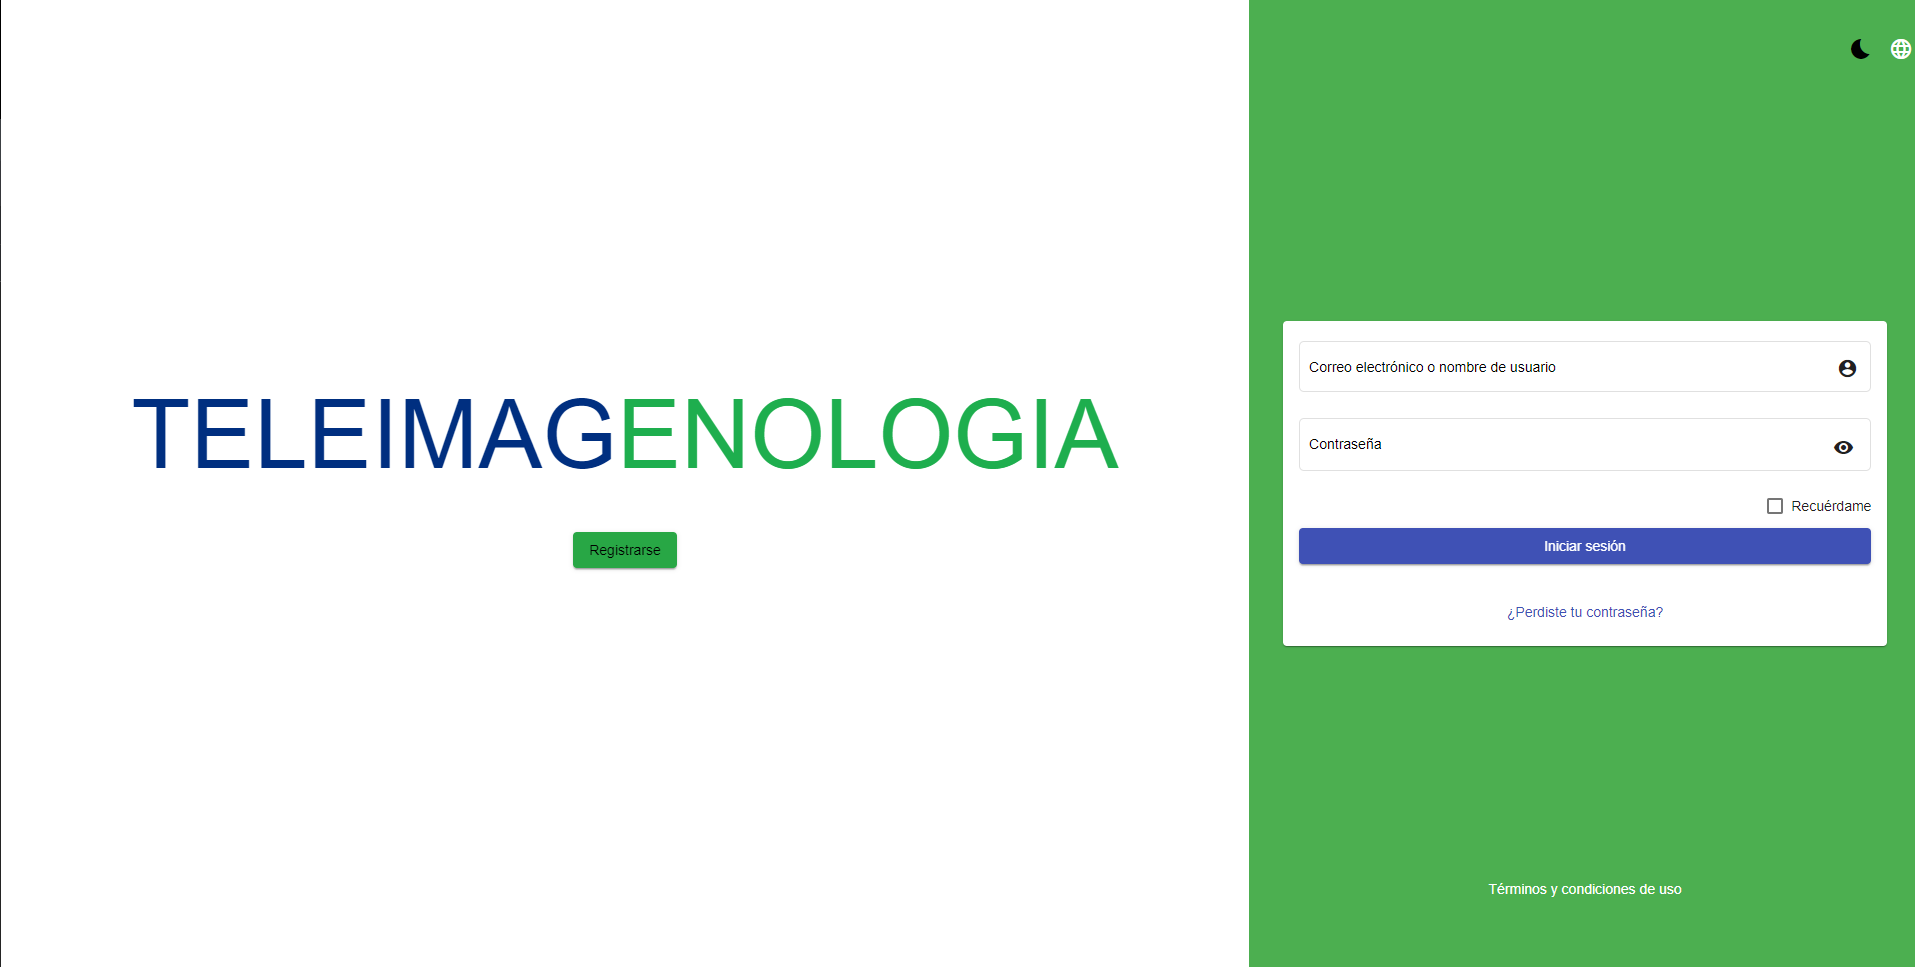 TELEIMAGENOLOGIA
Registrarse
Correo electrónico o nombre de usuario
Contraseña
Recuérdame
Iniciar sesión
¿Perdiste tu contraseña?
Términos y condiciones de uso